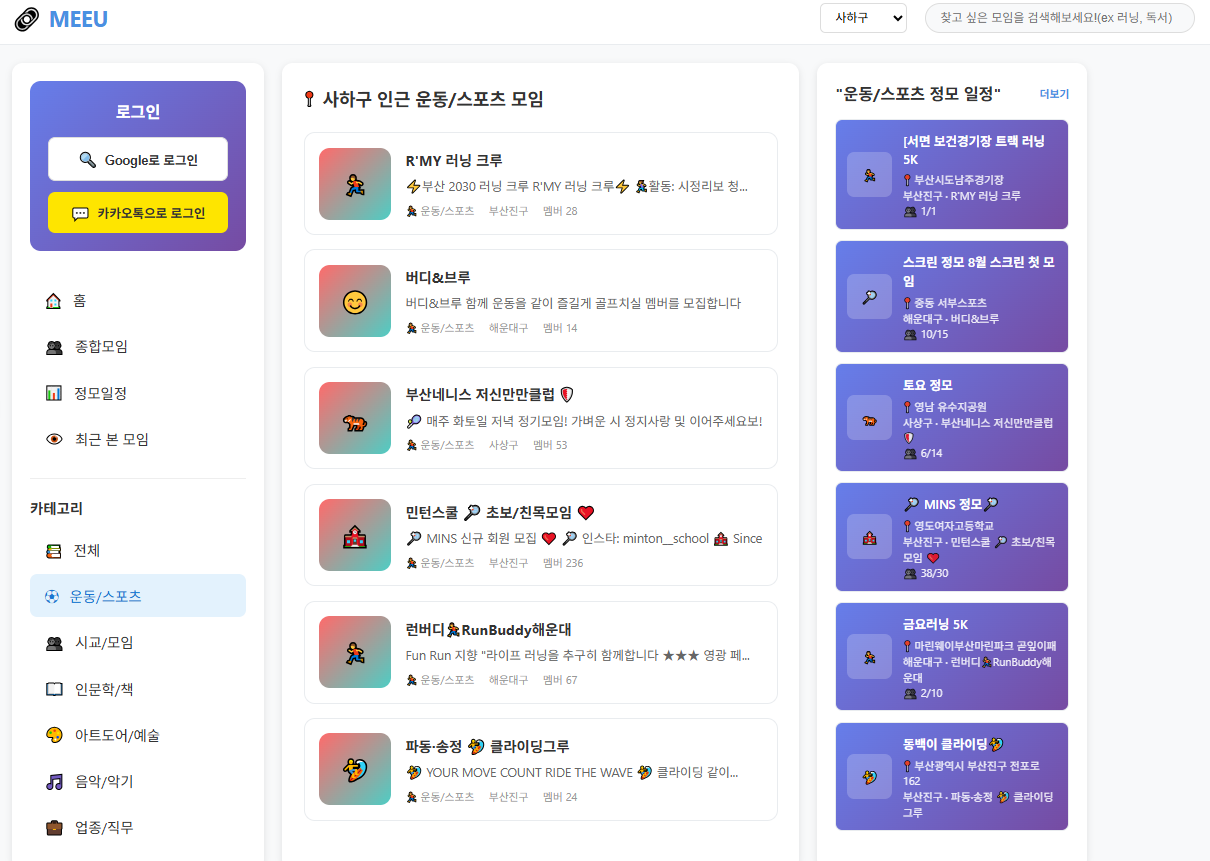 MEEU
사하구
찾고 싶은 모임을 검색해보세요!(ex 러닝, 독서)
로그인
Google로 로그인
카카오톡으로 로그인
홈
종합모임
정모일정
최근 본 모임
카테고리
전체
운동/스포츠
시교/모임
인문학/책
아트도어/예술
음악/악기
업종/직무
사하구 인근 운동/스포츠 모임
R'MY 러닝 크루
⚡부산 2030 러닝 크루 R'MY 러닝 크루⚡ 🏃활동: 시정리보 청...
운동/스포츠 부산진구 멤버 28
버디&브루
버디&브루 함께 운동을 같이 즐길게 골프치실 멤버를 모집합니다
운동/스포츠 해운대구 멤버 14
부산네니스 저신만만클럽
매주 화토일 저녁 정기모임! 가벼운 시 정지사랑 및 이어주세요보!
운동/스포츠 사상구 멤버 53
민턴스쿨 초보/친목모임 ❤
MINS 신규 회원 모집 ❤ 인스타: minton__school Since
운동/스포츠 부산진구 멤버 236
런버디🏃RunBuddy해운대
Fun Run 지향 "라이프 러닝을 추구히 함께합니다 ★★★ 영광 페...
운동/스포츠 해운대구 멤버 67
파동·송정 클라이딩그루
YOUR MOVE COUNT RIDE THE WAVE 클라이딩 같이...
운동/스포츠 부산진구 멤버 24
"운동/스포츠 정모 일정" 더보기
[서면 보건경기장 트랙 러닝
5K
부산시도남주경기장
부산진구 · R'MY 러닝 크루
1/1
스크린 정모 8월 스크린 첫 모
임
중동 서부스포츠
해운대구 · 버디&브루
10/15
토요 정모
영남 유수지공원
사상구 · 부산네니스 저신만만클럽
6/14
MINS 정모
영도여자고등학교
부산진구 · 민턴스쿨 초보/친목
모임 ❤
38/30
금요러닝 5K
마린웨이부산마린파크 곧잎이패
해운대구 · 런버디🏃RunBuddy해
운대
2/10
동백이 클라이딩
부산광역시 부산진구 전포로
162
부산진구 · 파동·송정 클라이딩
그루